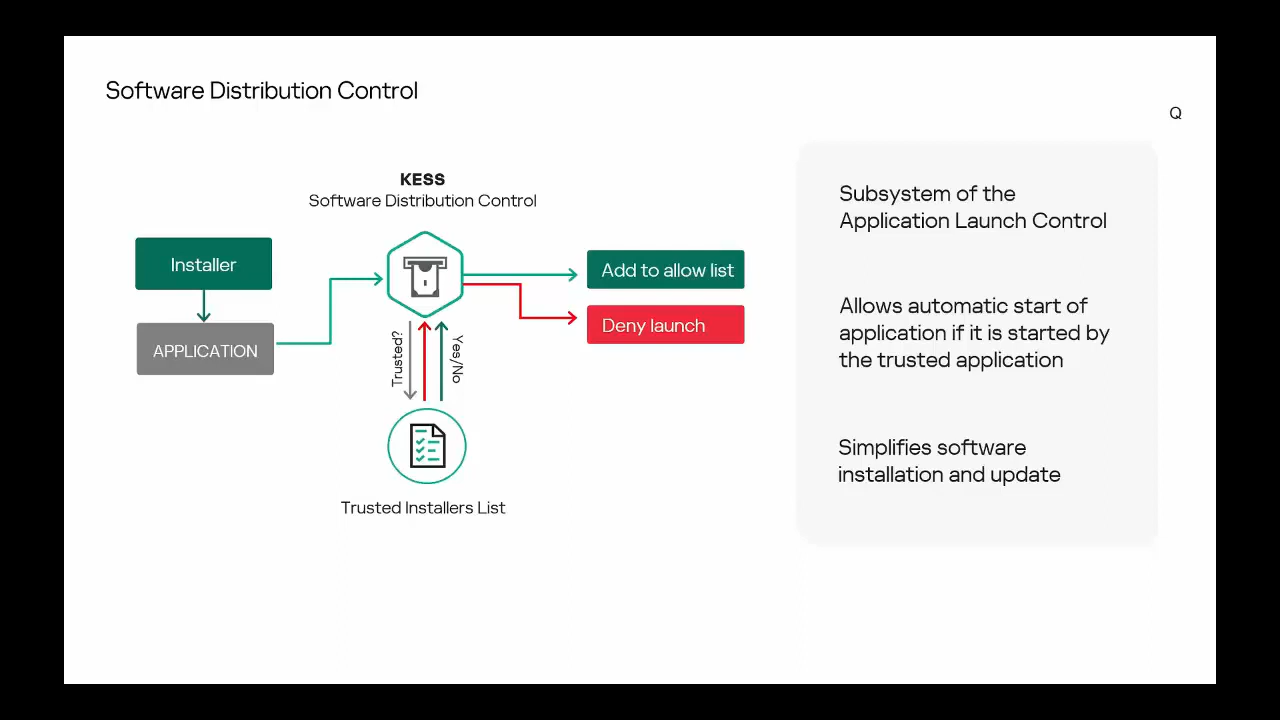 Software Distribution Control
Q
KESS
Software Distribution Control
Installer
APPLICATION
Add to allow list
Deny launch
Trusted?
Yes/No
Trusted Installers List
Subsystem of the
Application Launch Control
Allows automatic start of
application if it is started by
the trusted application
Simplifies software
installation and update